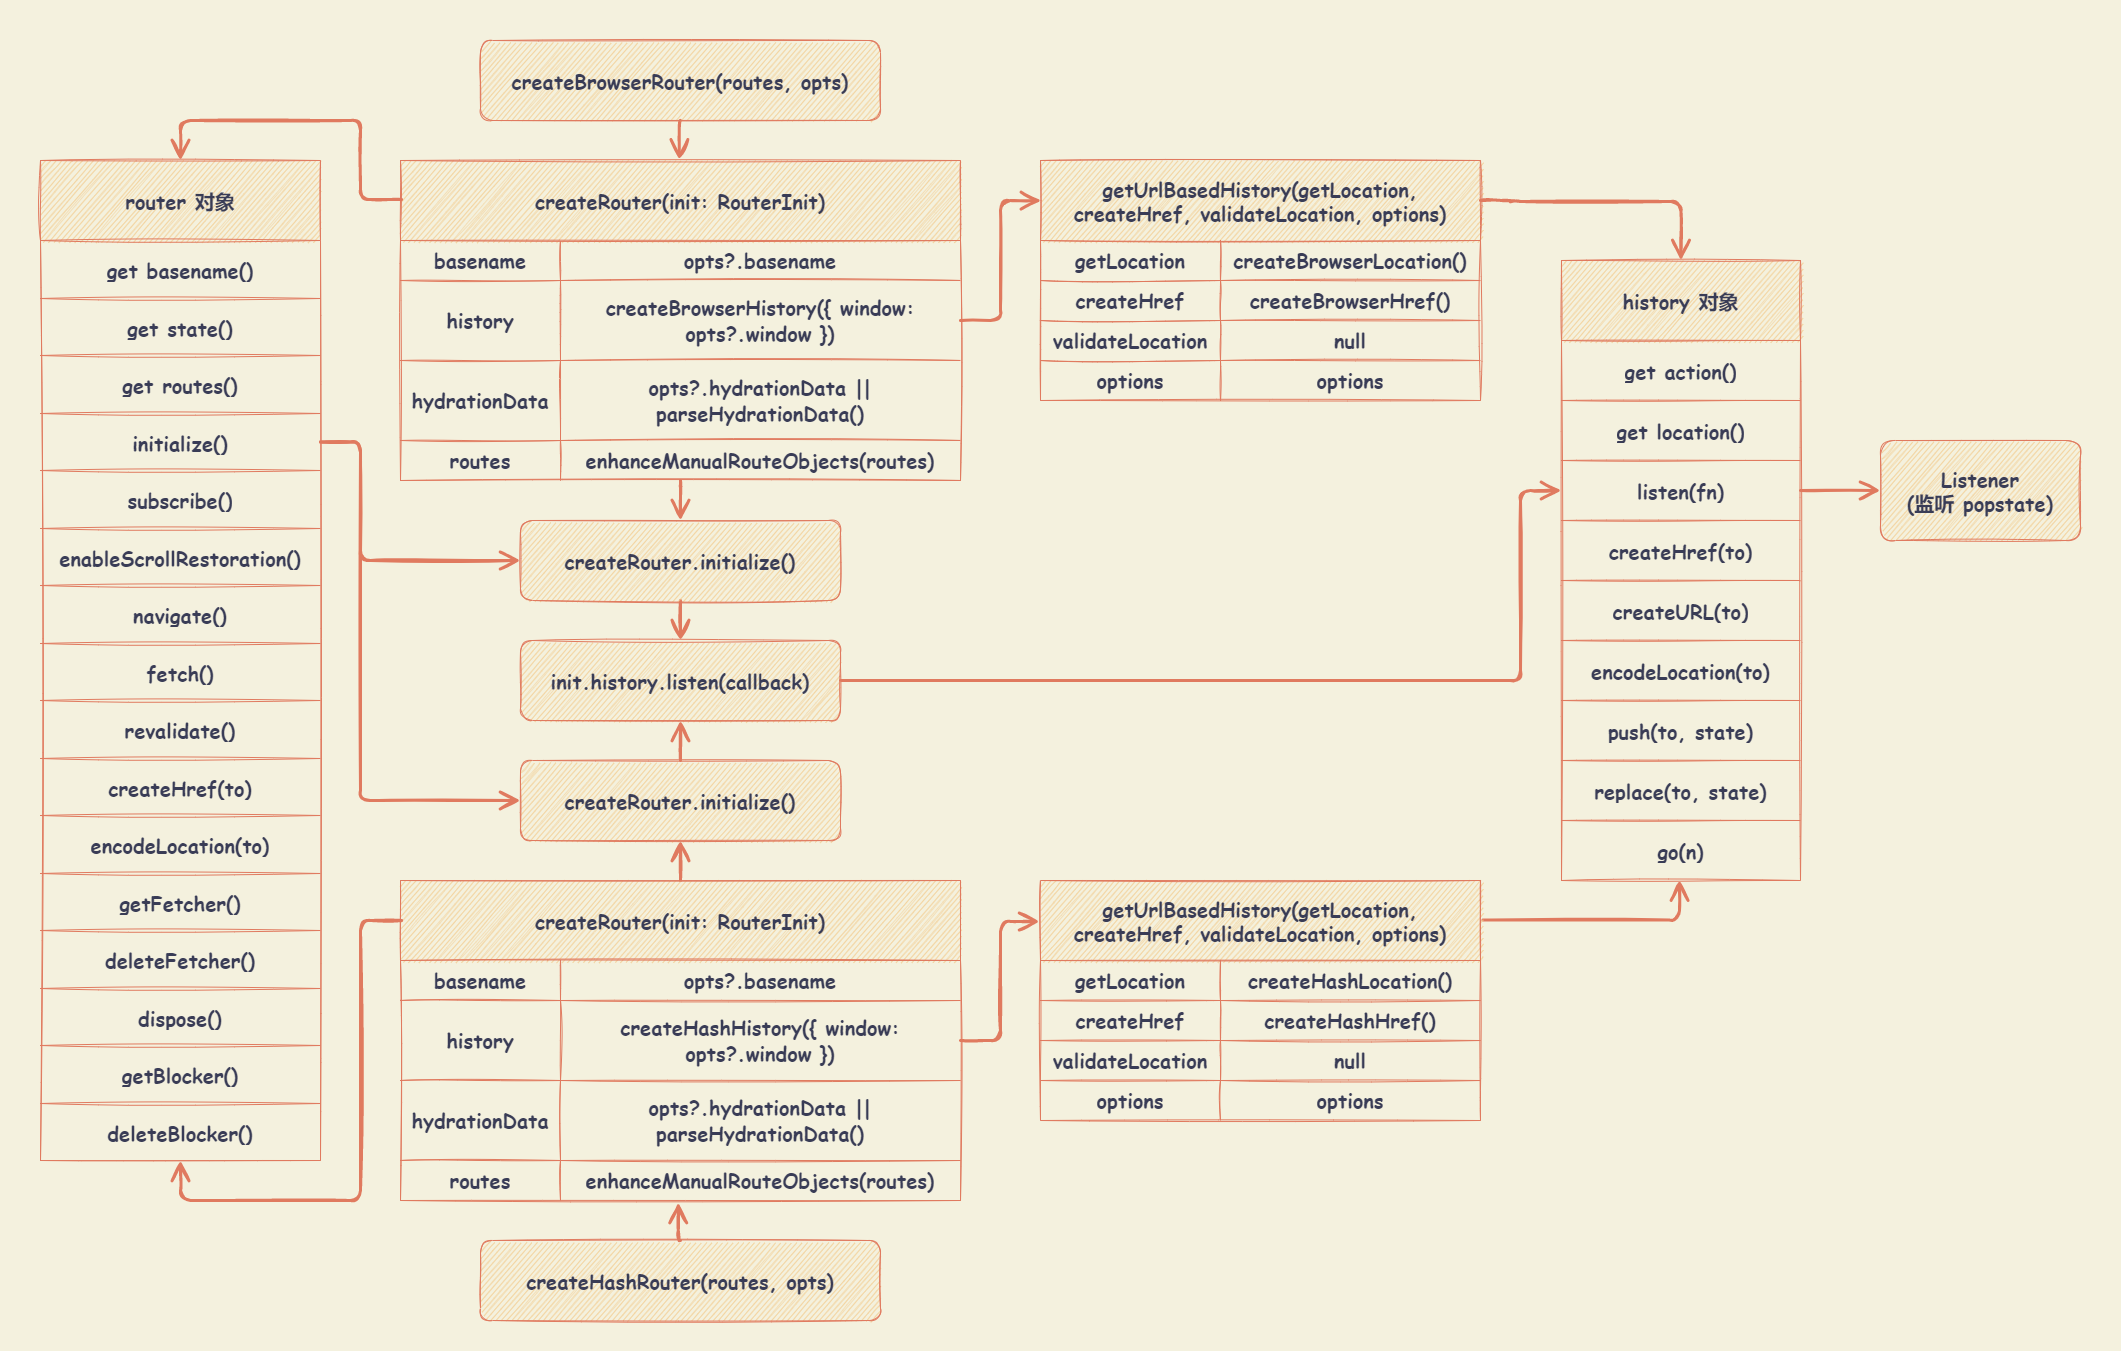 createBrowserRouter(routes, opts)
router 对象
get basename()
get state()
get routes()
initialize()
subscribe()
enableScrollRestoration()
navigate()
fetch()
revalidate()
createHref(to)
encodeLocation(to)
getFetcher()
deleteFetcher()
dispose()
getBlocker()
deleteBlocker()
createRouter(init: RouterInit)
basename
opts?.basename
history
createBrowserHistory({ window:
opts?.window })
hydrationData
opts?.hydrationData ||
parseHydrationData()
routes
enhanceManualRouteObjects(routes)
createRouter.initialize()
init.history.listen(callback)
createRouter.initialize()
createRouter(init: RouterInit)
basename
opts?.basename
history
createHashHistory({ window:
opts?.window })
hydrationData
opts?.hydrationData ||
parseHydrationData()
routes
enhanceManualRouteObjects(routes)
createHashRouter(routes, opts)
getUrlBasedHistory(getLocation,
createHref, validateLocation, options)
getLocation
createBrowserLocation()
createHref
createBrowserHref()
validateLocation
null
options
options
getUrlBasedHistory(getLocation,
createHref, validateLocation, options)
getLocation
createHashLocation()
createHref
createHashHref()
validateLocation
null
options
options
history 对象
get action()
get location()
listen(fn)
createHref(to)
createURL(to)
encodeLocation(to)
push(to, state)
replace(to, state)
go(n)
Listener
(监听 popstate)